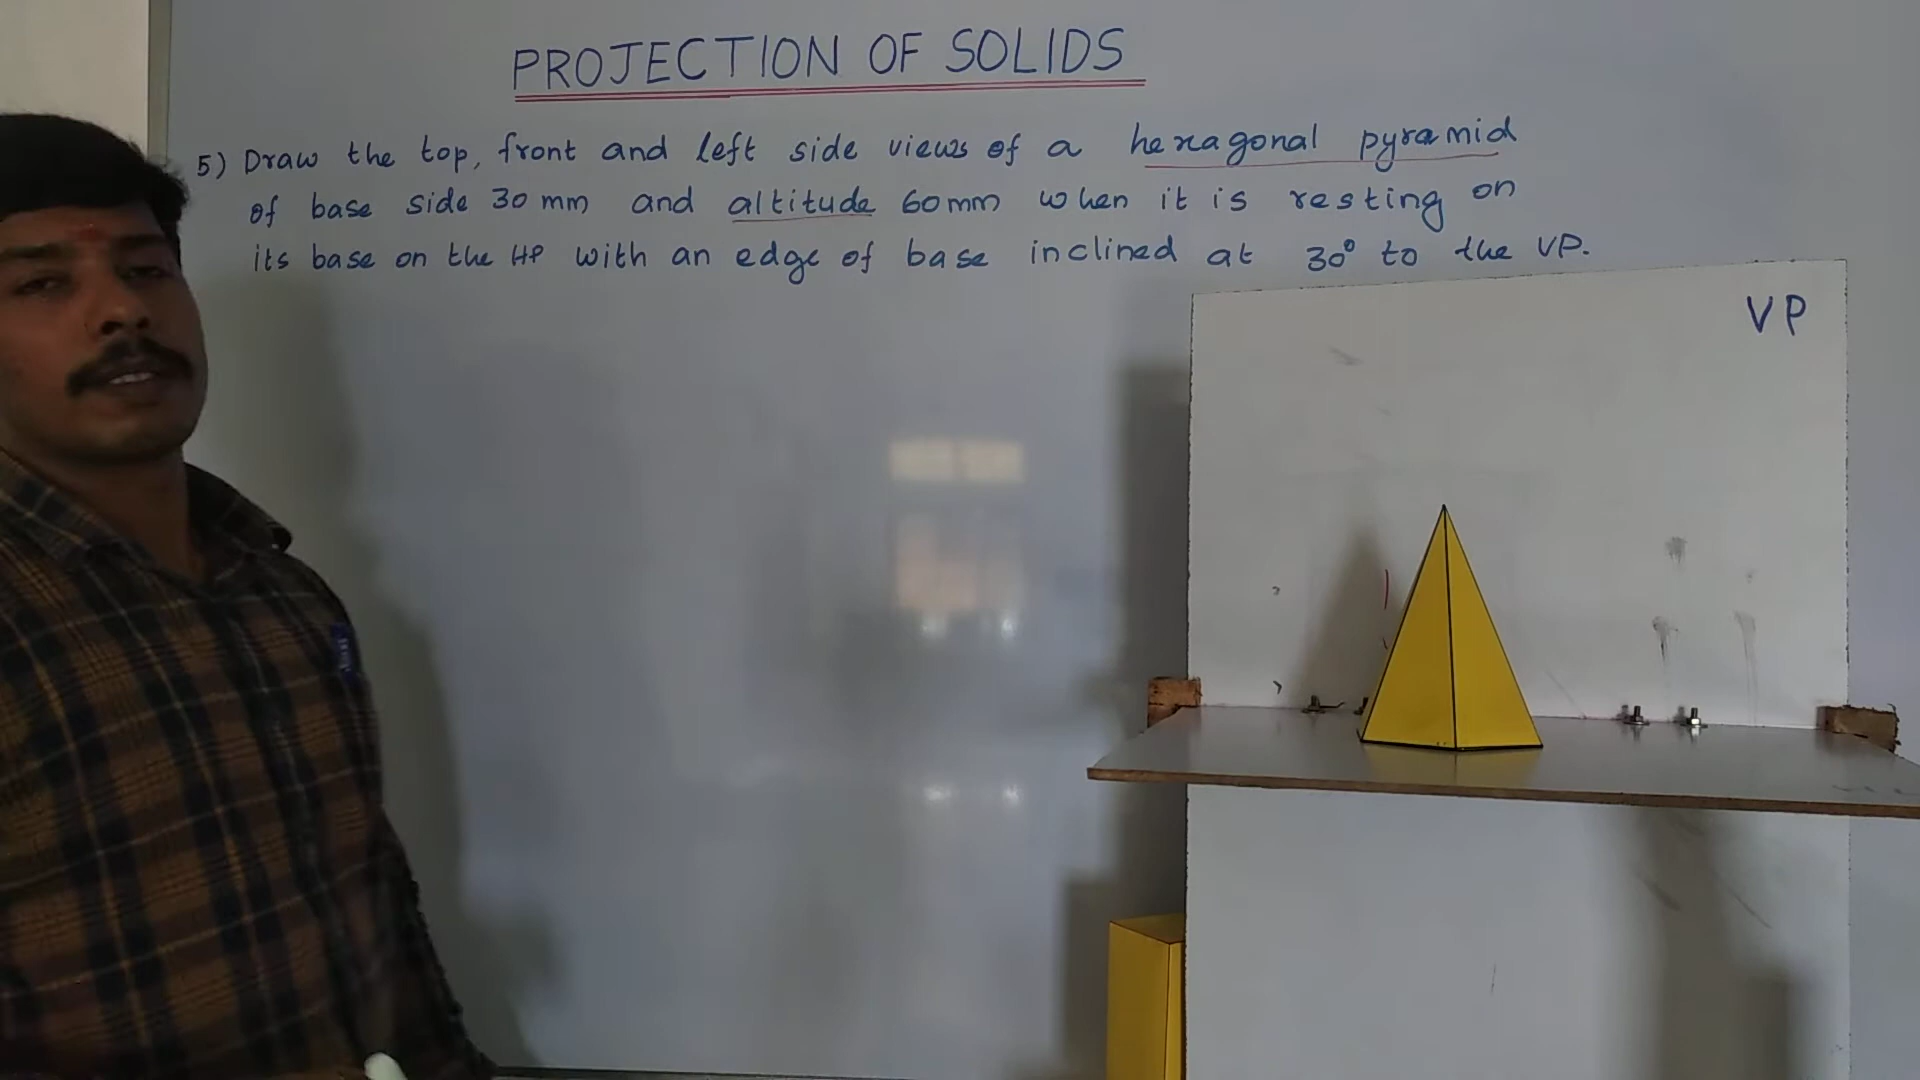 PROJECTION OF SOLIDS
5) Draw the top, front and left side views of a hexagonal pyramid
of base side 30 mm and altitude 60mm when it is resting on
its base on the HP with an edge of base inclined at 30° to the VP.
VP